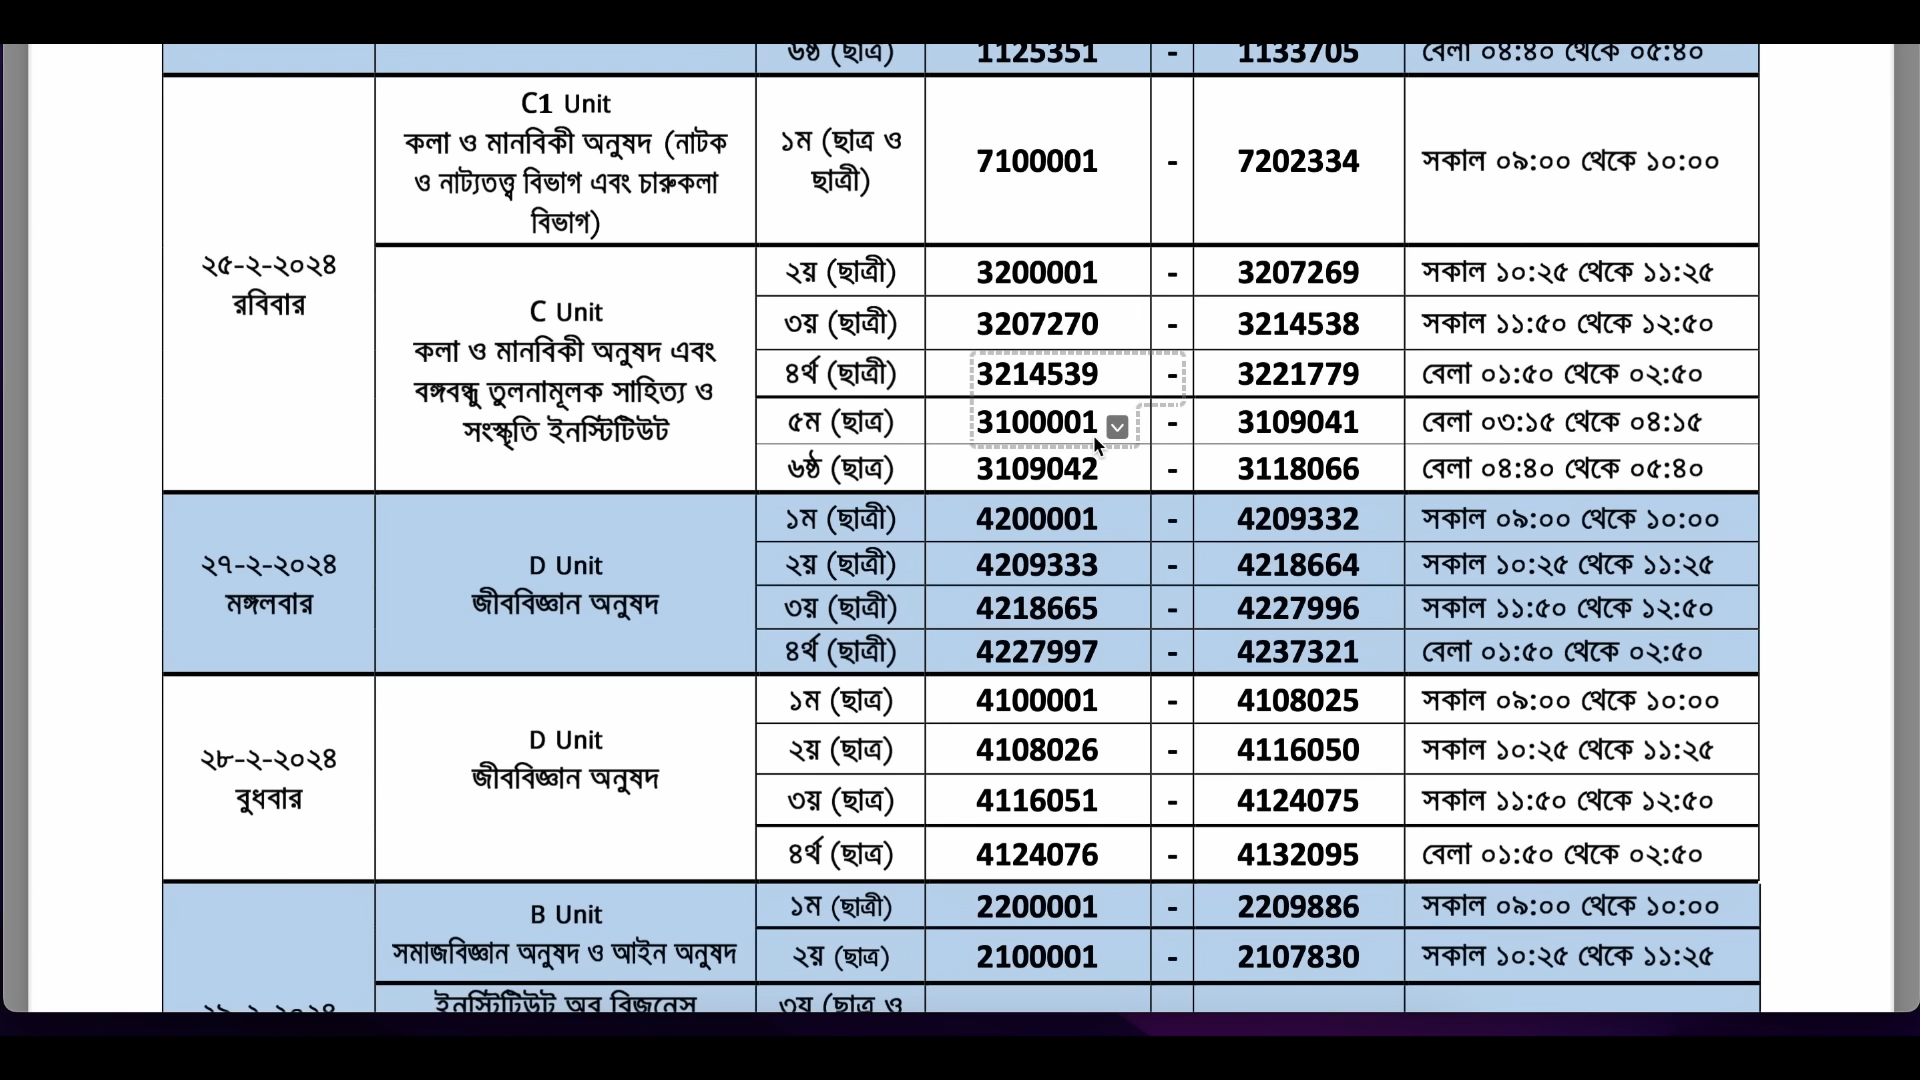 ৬ষ্ঠ (ছাত্র) 1125351 - 1133705 বেলা ০৪:৪০ থেকে ০৫:৪০
২৫-২-২০২৪
রবিবার
C1 Unit
কলা ও মানবিকী অনুষদ (নাটক
ও নাট্যতত্ত্ব বিভাগ এবং চারুকলা
বিভাগ)
১ম (ছাত্র ও
ছাত্রী)
7100001 - 7202334 সকাল ০৯:০০ থেকে ১০:০০
C Unit
কলা ও মানবিকী অনুষদ এবং
বঙ্গবন্ধু তুলনামূলক সাহিত্য ও
সংস্কৃতি ইনস্টিটিউট
২য় (ছাত্রী) 3200001 - 3207269 সকাল ১০:২৫ থেকে ১১:২৫
৩য় (ছাত্রী) 3207270 - 3214538 সকাল ১১:৫০ থেকে ১২:৫০
৪র্থ (ছাত্রী) 3214539 - 3221779 বেলা ০১:৫০ থেকে ০২:৫০
৫ম (ছাত্র) 3100001 - 3109041 বেলা ০৩:১৫ থেকে ০৪:১৫
৬ষ্ঠ (ছাত্র) 3109042 - 3118066 বেলা ০৪:৪০ থেকে ০৫:৪০
২৭-২-২০২৪
মঙ্গলবার
D Unit
জীববিজ্ঞান অনুষদ
১ম (ছাত্রী) 4200001 - 4209332 সকাল ০৯:০০ থেকে ১০:০০
২য় (ছাত্রী) 4209333 - 4218664 সকাল ১০:২৫ থেকে ১১:২৫
৩য় (ছাত্রী) 4218665 - 4227996 সকাল ১১:৫০ থেকে ১২:৫০
৪র্থ (ছাত্রী) 4227997 - 4237321 বেলা ০১:৫০ থেকে ০২:৫০
২৮-২-২০২৪
বুধবার
D Unit
জীববিজ্ঞান অনুষদ
১ম (ছাত্র) 4100001 - 4108025 সকাল ০৯:০০ থেকে ১০:০০
২য় (ছাত্র) 4108026 - 4116050 সকাল ১০:২৫ থেকে ১১:২৫
৩য় (ছাত্র) 4116051 - 4124075 সকাল ১১:৫০ থেকে ১২:৫০
৪র্থ (ছাত্র) 4124076 - 4132095 বেলা ০১:৫০ থেকে ০২:৫০
২৯-২-২০২৪
B Unit
সমাজবিজ্ঞান অনুষদ ও আইন অনুষদ
১ম (ছাত্রী) 2200001 - 2209886 সকাল ০৯:০০ থেকে ১০:০০
২য় (ছাত্র) 2100001 - 2107830 সকাল ১০:২৫ থেকে ১১:২৫
ইনস্টিটিউট অব বিজনেস
৩য় (ছাত্র ও